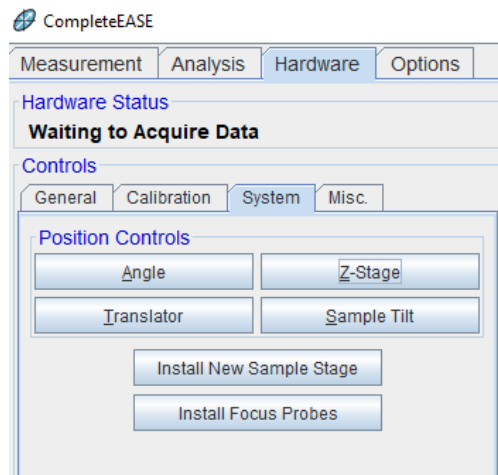 CompleteEASE
Measurement Analysis Hardware Options
Hardware Status
Waiting to Acquire Data
Controls
General Calibration System Misc.
Position Controls
Angle Z-Stage
Translator Sample Tilt
Install New Sample Stage
Install Focus Probes